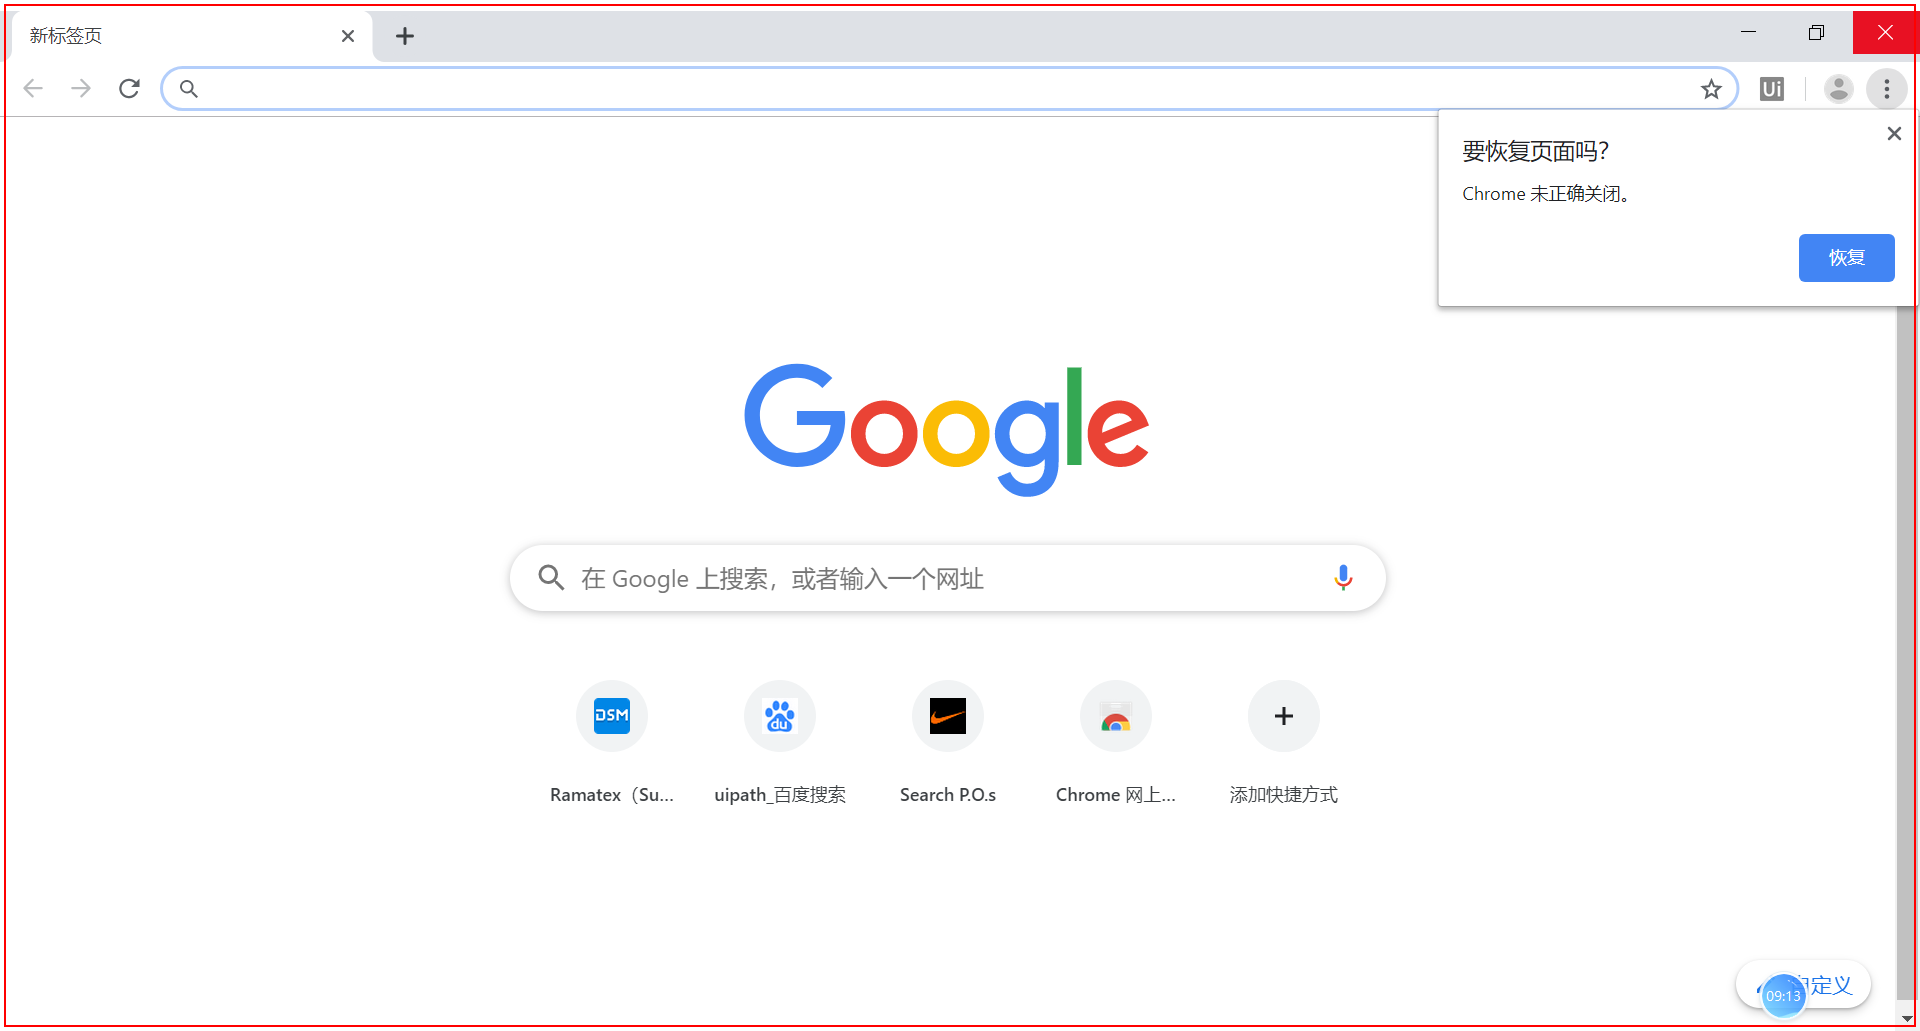 新标签页
Ui
要恢复页面吗?
Chrome 未正确关闭。
恢复
Google
在 Google 上搜索，或者输入一个网址
DSM
du
Ramatex（Su...
uipath_百度搜索
Search P.O.s
Chrome 网上...
添加快捷方式
定义
09:13